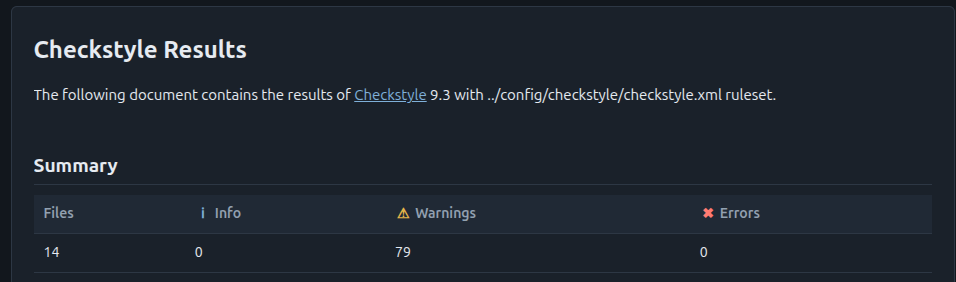 Checkstyle Results
The following document contains the results of Checkstyle 9.3 with ../config/checkstyle/checkstyle.xml ruleset.
Summary
Files Info Warnings Errors
14 0 79 0